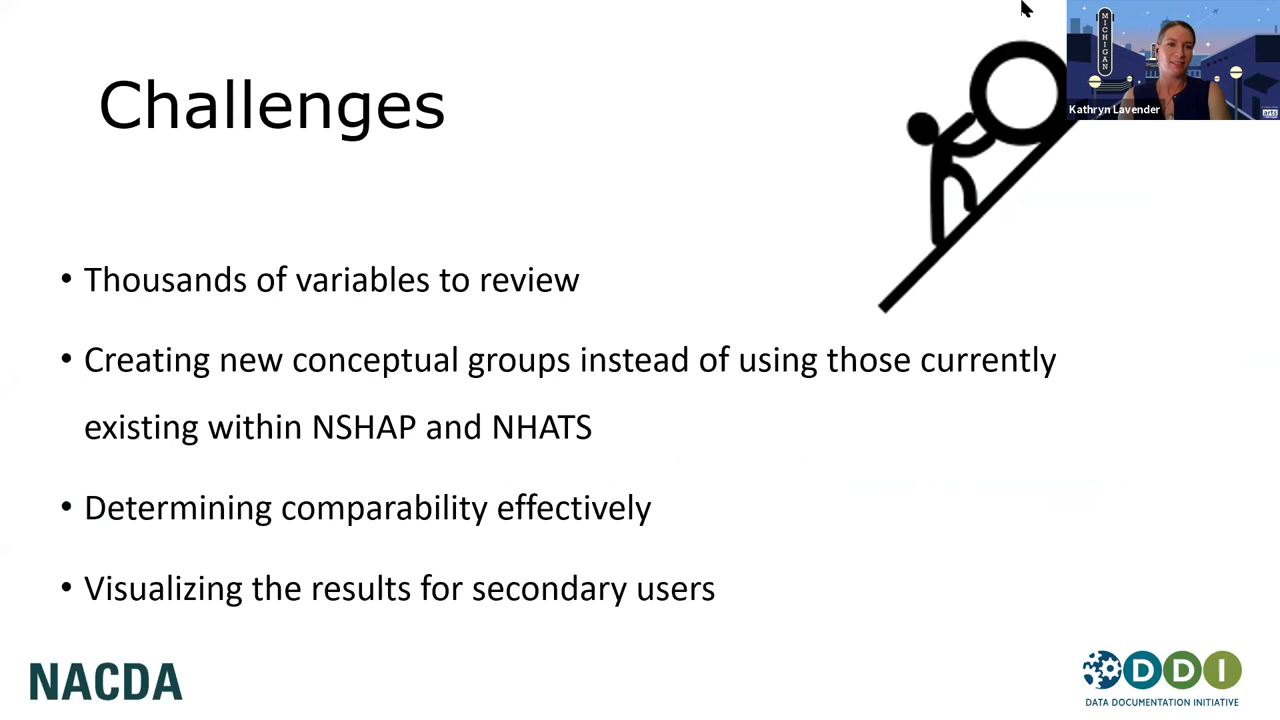 Challenges
MICHIGAN
Kathryn Lavender
arts
• Thousands of variables to review
• Creating new conceptual groups instead of using those currently
existing within NSHAP and NHATS
• Determining comparability effectively
• Visualizing the results for secondary users
NACDA
DDI
DATA DOCUMENTATION INITIATIVE